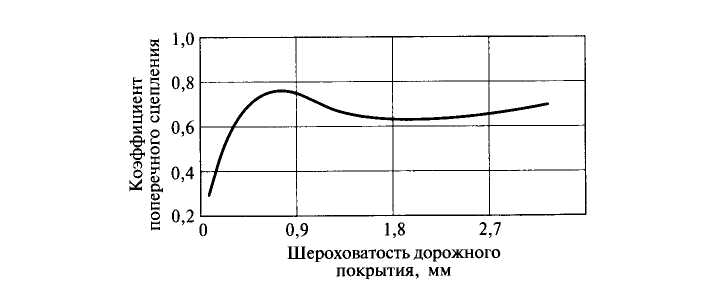 Коэффициент
поперечного сцепления
1,0
0,8
0,6
0,4
0,2
0
0,9
1,8
2,7
Шероховатость дорожного
покрытия, мм